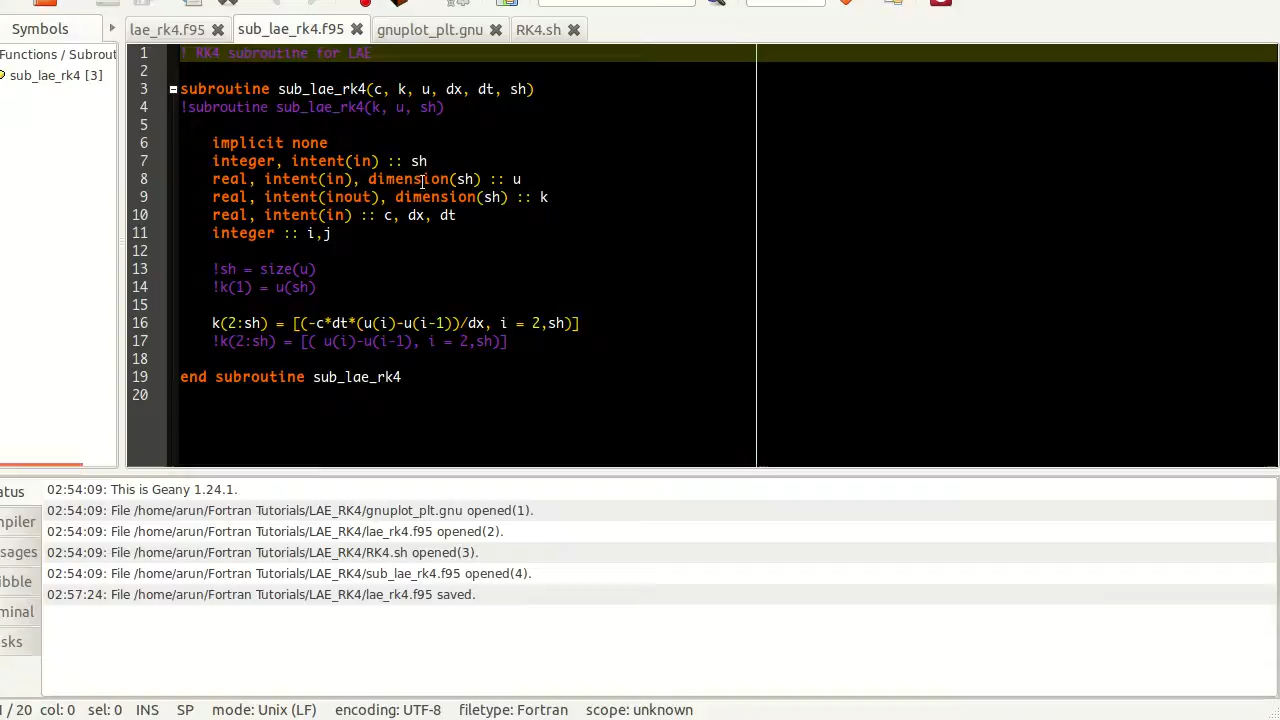 Symbols
lae_rk4.f95 sub_lae_rk4.f95 gnuplot_plt.gnu RK4.sh
Functions / Subrout
sub_lae_rk4 [3]
1 ! RK4 subroutine for LAE
2
3 subroutine sub_lae_rk4(c, k, u, dx, dt, sh)
4 !subroutine sub_lae_rk4(k, u, sh)
5
6 implicit none
7 integer, intent(in) :: sh
8 real, intent(in), dimension(sh) :: u
9 real, intent(inout), dimension(sh) :: k
10 real, intent(in) :: c, dx, dt
11 integer :: i,j
12
13 !sh = size(u)
14 !k(1) = u(sh)
15
16 k(2:sh) = [(-c*dt*(u(i)-u(i-1))/dx, i = 2,sh)]
17 !k(2:sh) = [( u(i)-u(i-1), i = 2,sh)]
18
19 end subroutine sub_lae_rk4
20
atus
mpiler
ssages
ibble
minal
sks
02:54:09: This is Geany 1.24.1.
02:54:09: File /home/arun/Fortran Tutorials/LAE_RK4/gnuplot_plt.gnu opened(1).
02:54:09: File /home/arun/Fortran Tutorials/LAE_RK4/lae_rk4.f95 opened(2).
02:54:09: File /home/arun/Fortran Tutorials/LAE_RK4/RK4.sh opened(3).
02:54:09: File /home/arun/Fortran Tutorials/LAE_RK4/sub_lae_rk4.f95 opened(4).
02:57:24: File /home/arun/Fortran Tutorials/LAE_RK4/lae_rk4.f95 saved.
1 / 20 col: 0 sel: 0 INS SP mode: Unix (LF) encoding: UTF-8 filetype: Fortran scope: unknown